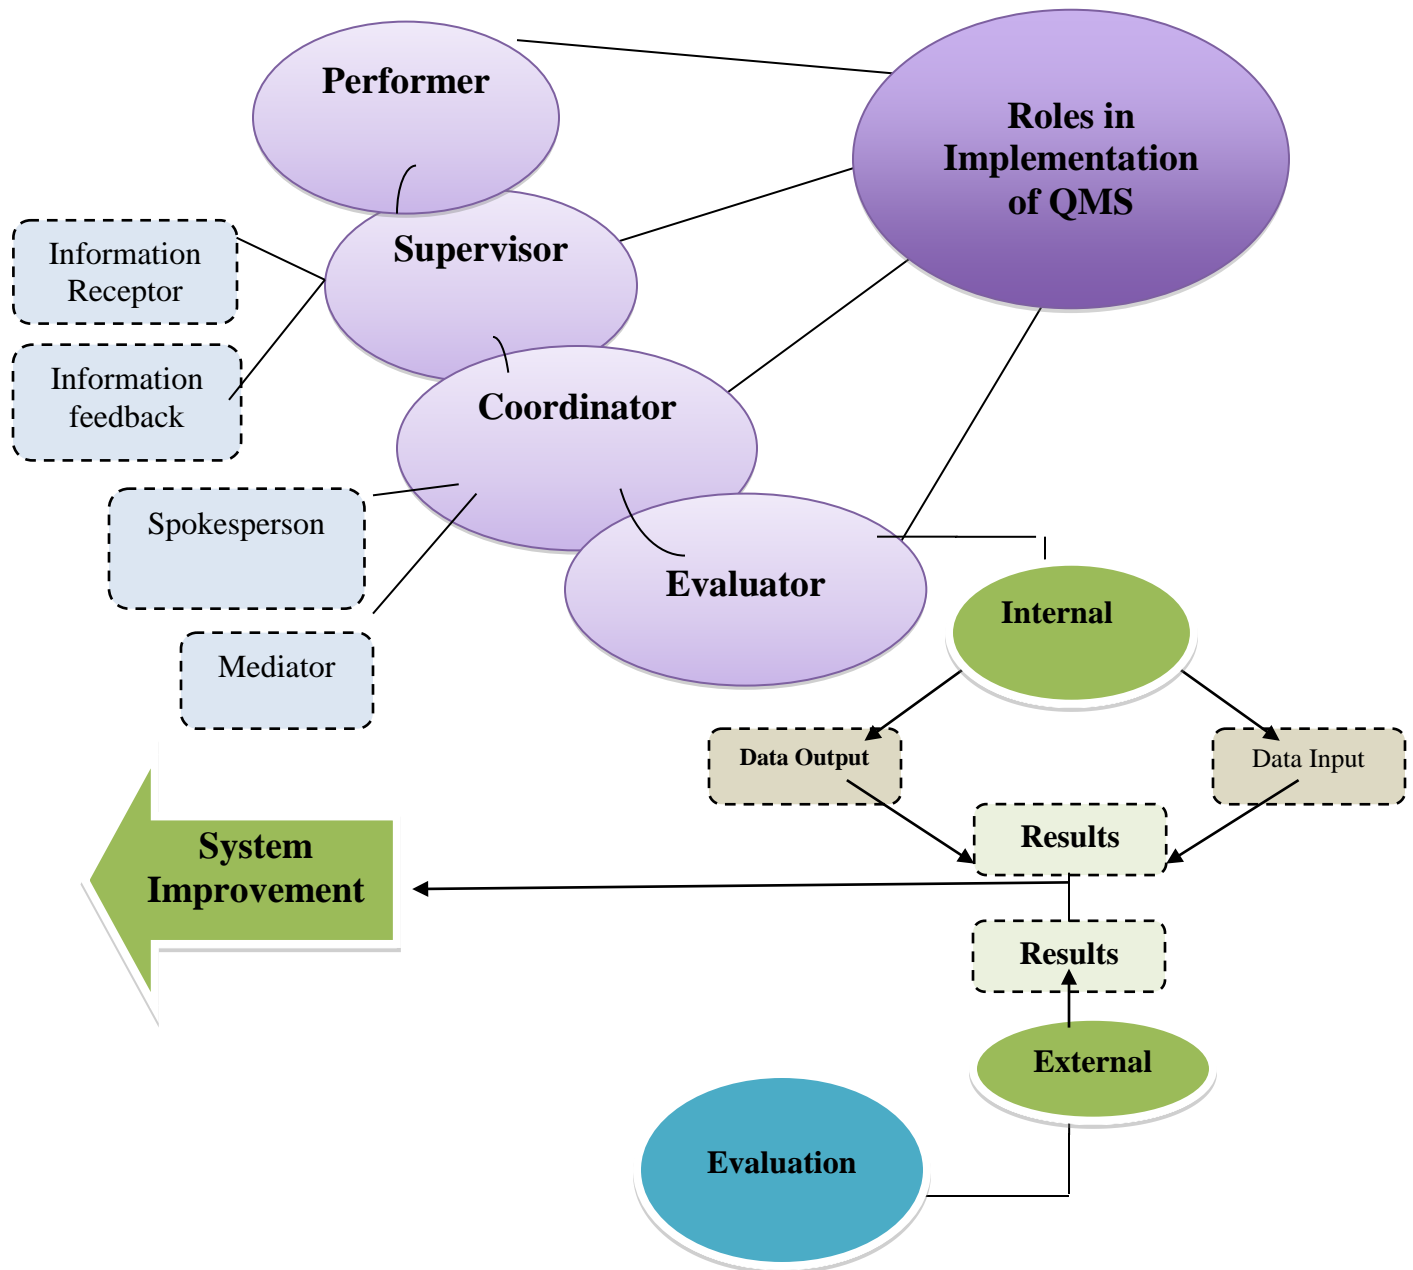 Performer
Roles in
Implementation
of QMS
Supervisor
Information
Receptor
Information
feedback
Coordinator
Spokesperson
Evaluator
Internal
Mediator
Data Output
Data Input
Results
System
Improvement
Results
External
Evaluation